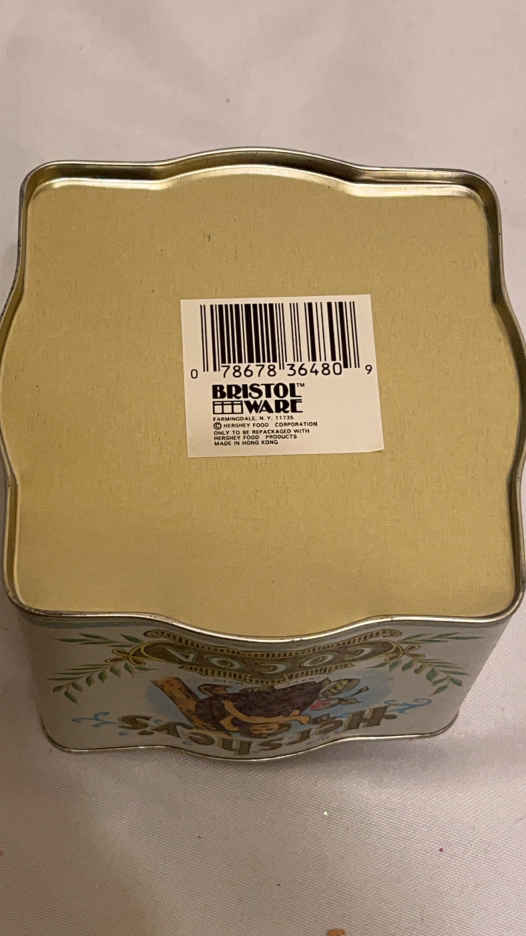 0 78678 36480 9
BRISTOL™
WARE
FARMINGDALE, N.Y. 11735
© HERSHEY FOOD CORPORATION
ONLY TO BE REPACKAGED WITH
HERSHEY FOOD PRODUCTS
MADE IN HONG KONG
COCOA
HERSHEY'S